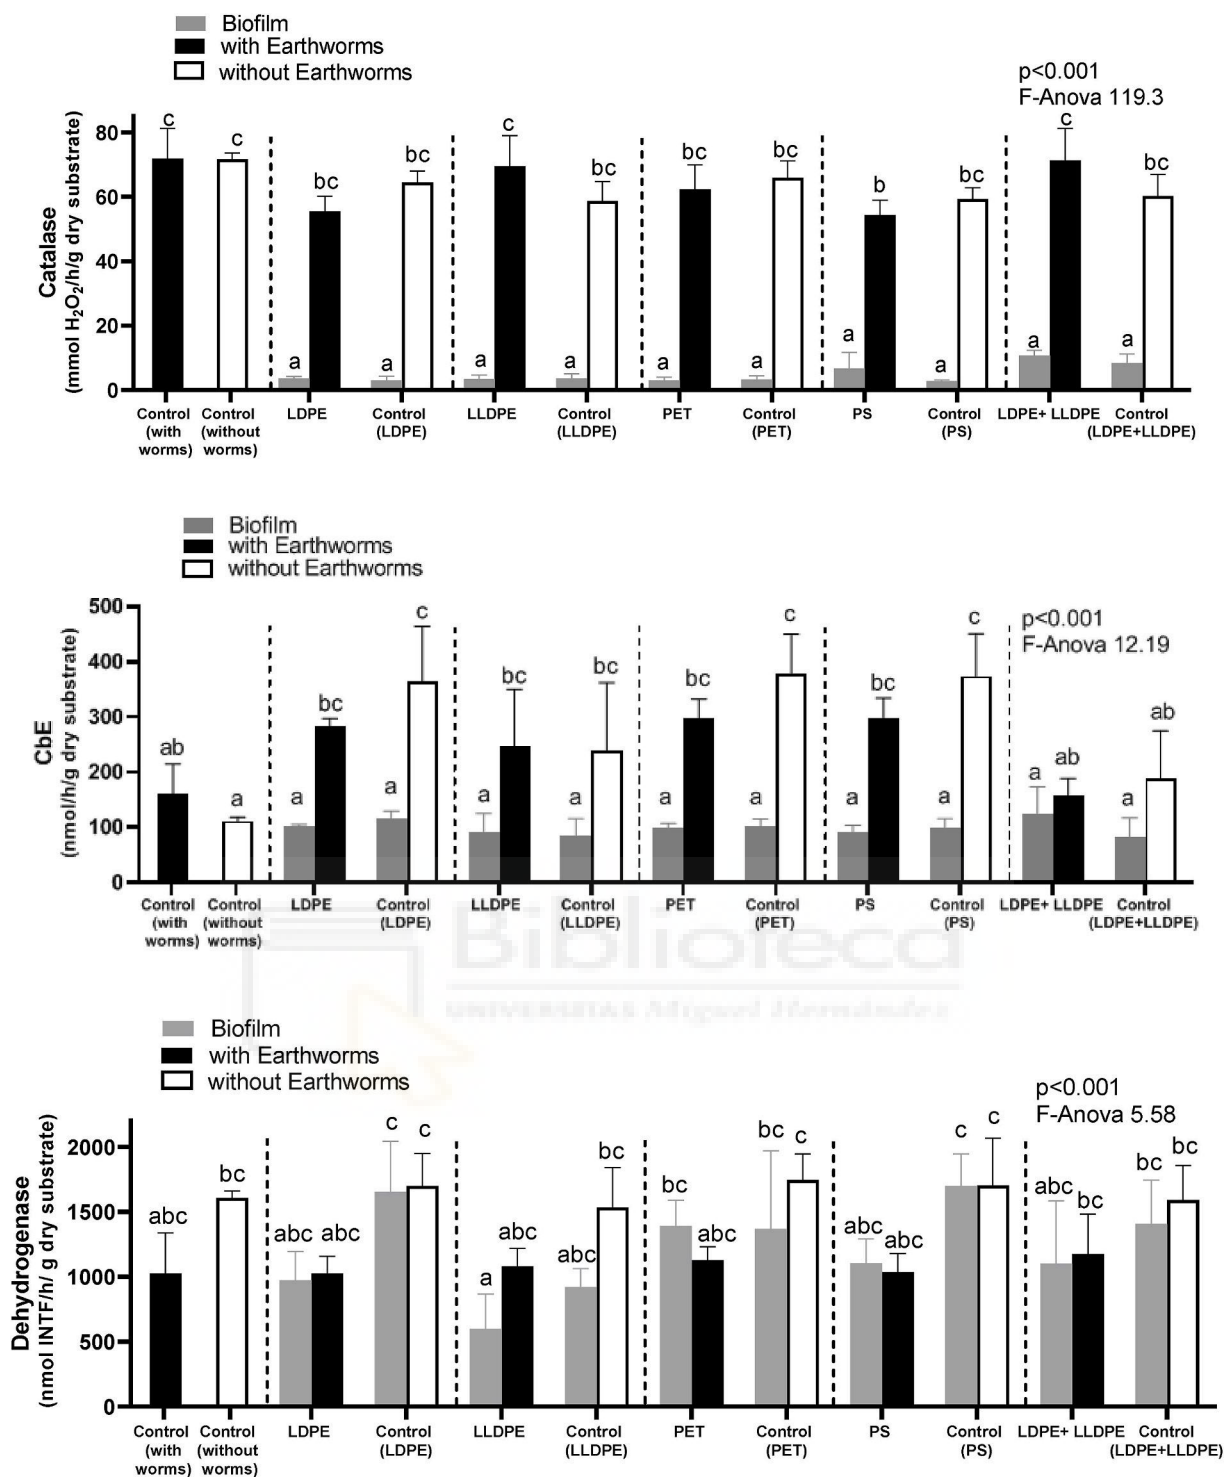 Biofilm
with Earthworms
without Earthworms
p<0.001
F-Anova 119.3
Catalase
(mmol H₂O₂/h/g dry substrate)
80
60
40
20
0
c c bc bc c bc bc bc b bc c bc
a a a a a a a a a a
Control (with worms)
Control (without worms)
LDPE
Control (LDPE)
LLDPE
Control (LLDPE)
PET
Control (PET)
PS
Control (PS)
LDPE+ LLDPE
Control (LDPE+LLDPE)
Biofilm
with Earthworms
without Earthworms
p<0.001
F-Anova 12.19
CbE
(nmol/h/g dry substrate)
500
400
300
200
100
0
ab a a bc a c a bc a bc a bc a c a bc a c a ab a ab
Control (with worms)
Control (without worms)
LDPE
Control (LDPE)
LLDPE
Control (LLDPE)
PET
Control (PET)
PS
Control (PS)
LDPE+ LLDPE
Control (LDPE+LLDPE)
Biblioteca
UNIVERSITAS Miguel Hernández
Biofilm
with Earthworms
without Earthworms
p<0.001
F-Anova 5.58
Dehydrogenase
(nmol INTF/h/ g dry substrate)
2000
1500
1000
500
0
abc bc abc abc c c a abc abc bc bc abc bc c abc abc c c abc bc bc bc
Control (with worms)
Control (without worms)
LDPE
Control (LDPE)
LLDPE
Control (LLDPE)
PET
Control (PET)
PS
Control (PS)
LDPE+ LLDPE
Control (LDPE+LLDPE)